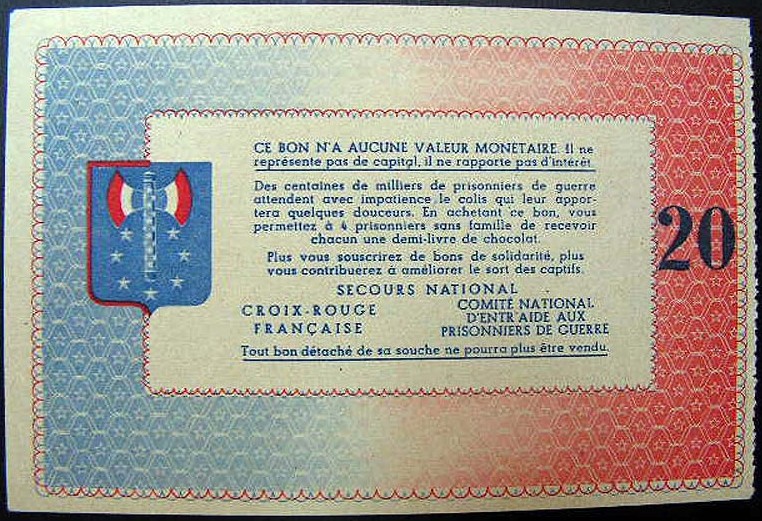 CE BON N'A AUCUNE VALEUR MONETAIRE. Il ne
représente pas de capital, il ne rapporte pas d'intérêt.
Des centaines de milliers de prisonniers de guerre
attendent avec impatience le colis qui leur appor-
tera quelques douceurs. En achetant ce bon, vous
permettez à 4 prisonniers sans famille de recevoir
chacun une demi-livre de chocolat.
Plus vous souscrirez de bons de solidarité, plus
vous contribuerez à améliorer le sort des captifs.
SECOURS NATIONAL
CROIX-ROUGE
FRANÇAISE
COMITÉ NATIONAL
D'ENTR'AIDE AUX
PRISONNIERS DE GUERRE
Tout bon détaché de sa souche ne pourra plus être vendu.
20